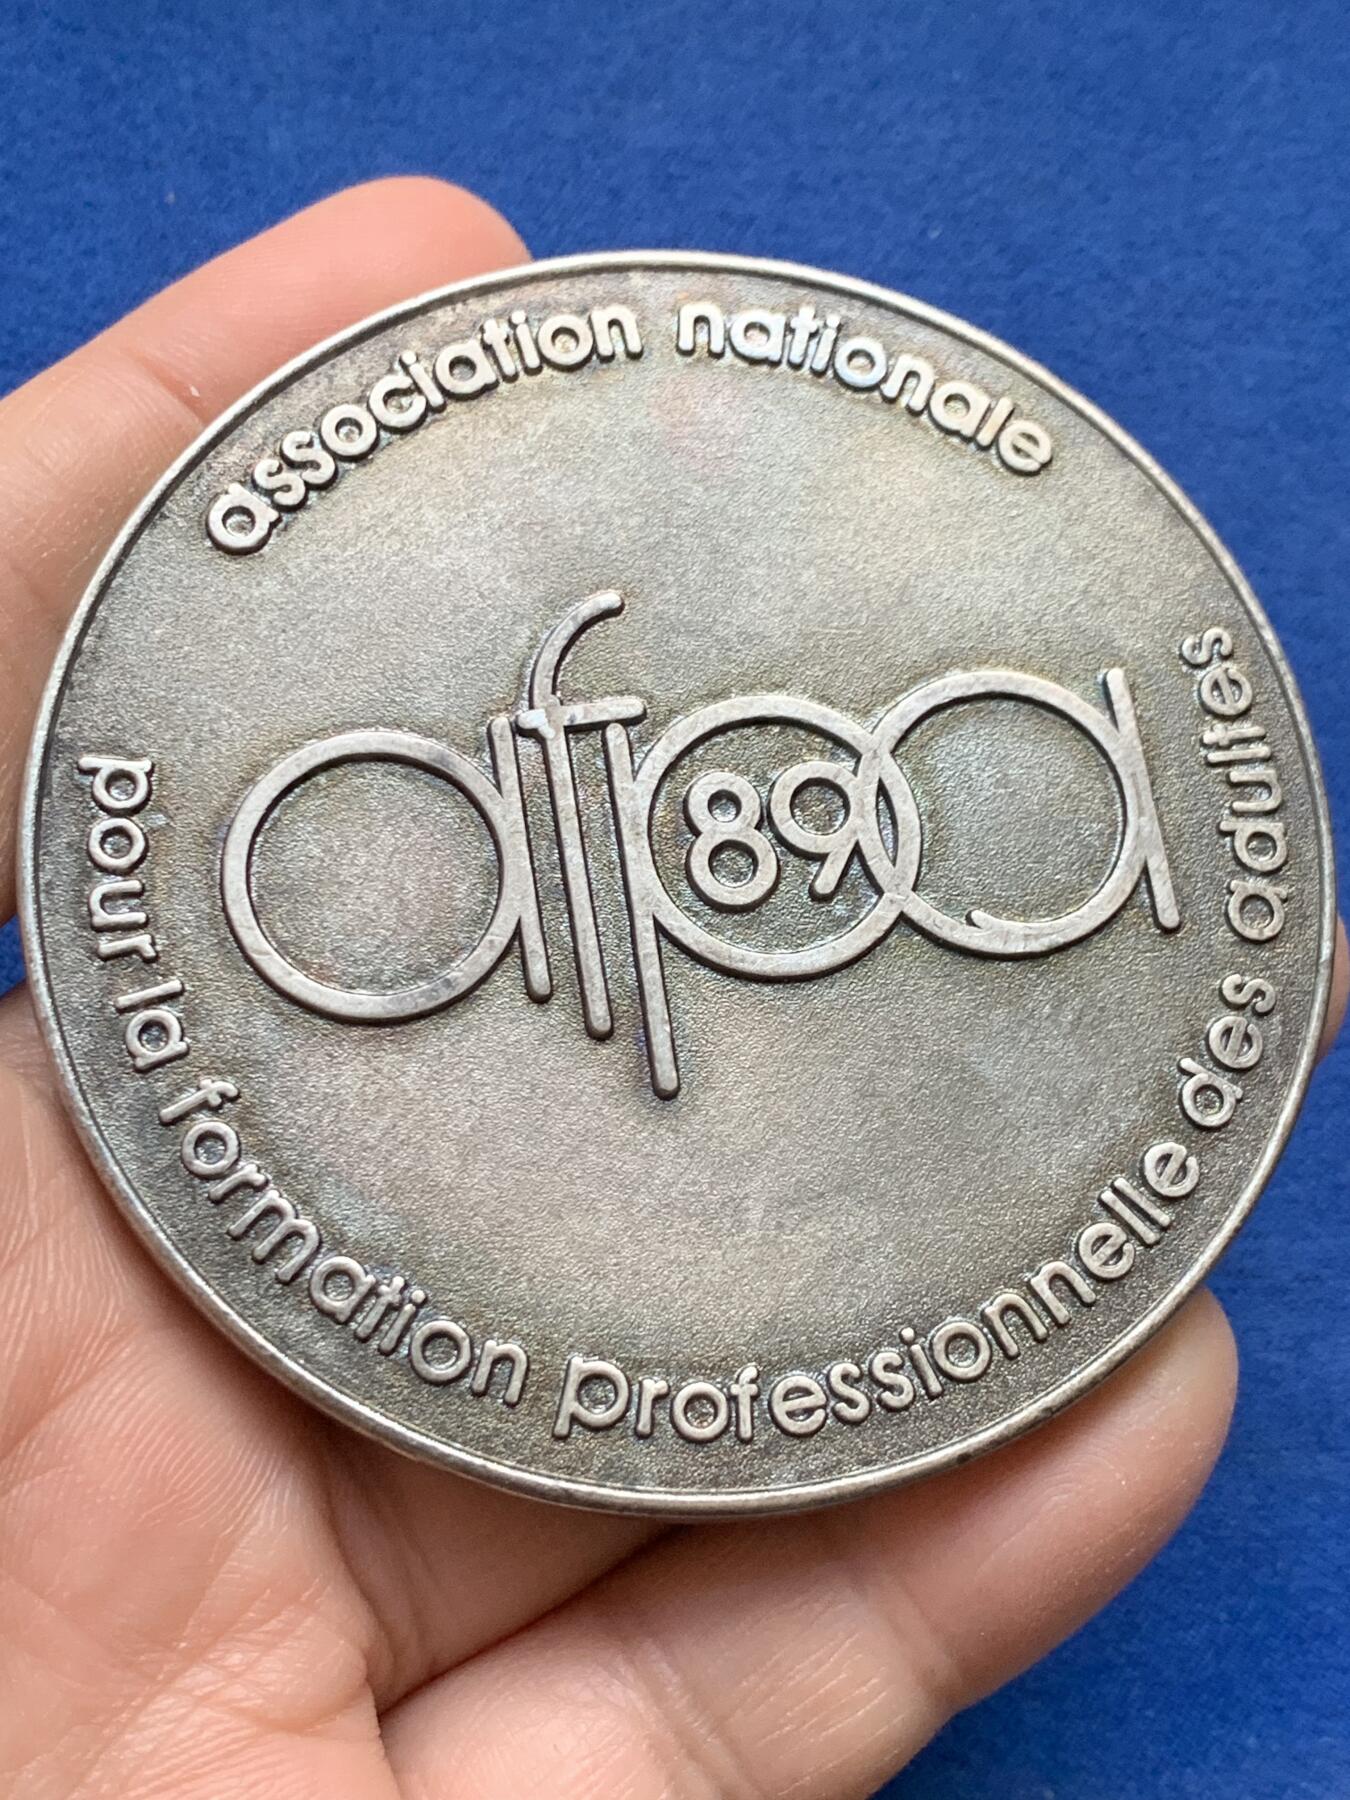 association nationale
afpa
89
pour la formation professionnelle des adultes